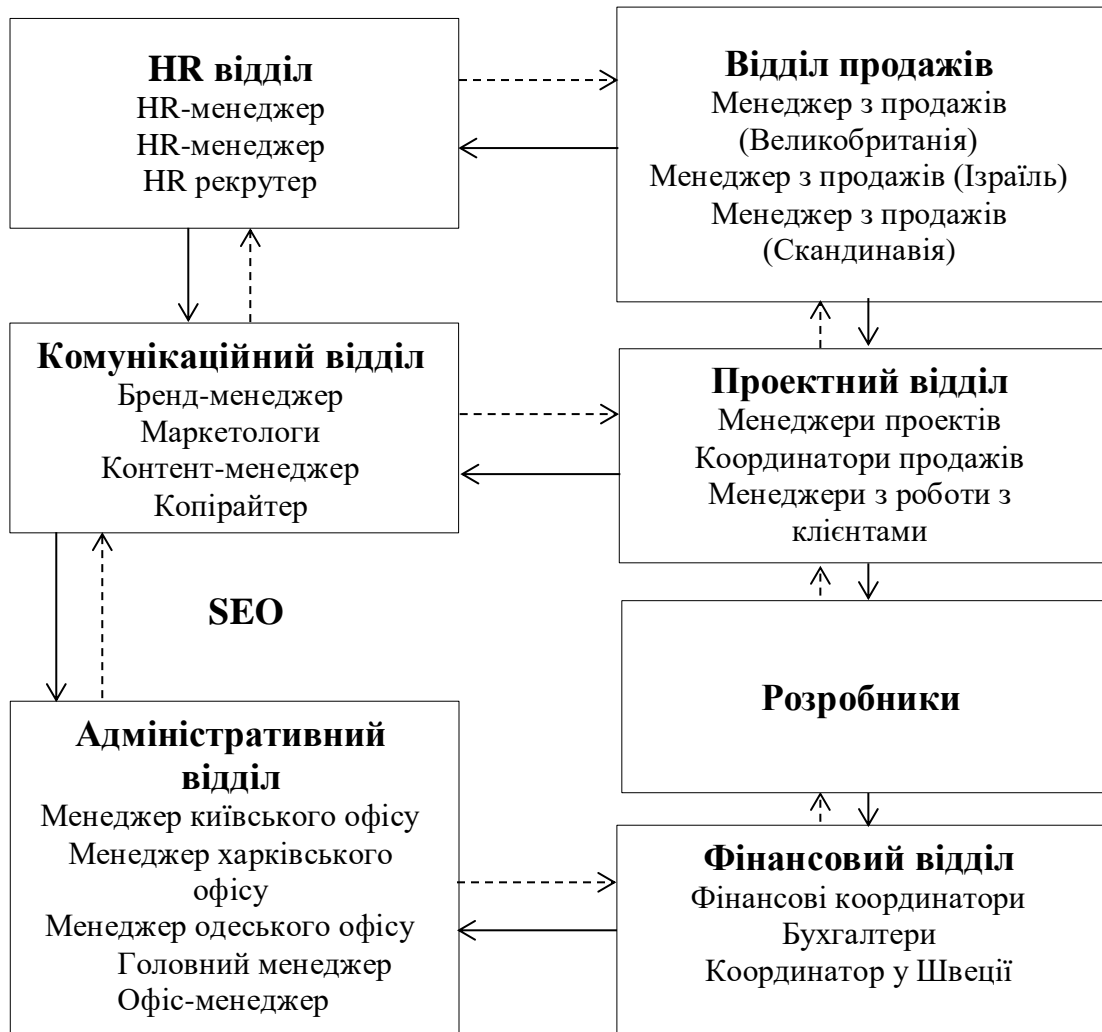 HR відділ
HR-менеджер
HR-менеджер
HR рекрутер
Відділ продажів
Менеджер з продажів
(Великобританія)
Менеджер з продажів (Ізраїль)
Менеджер з продажів
(Скандинавія)
Комунікаційний відділ
Бренд-менеджер
Маркетологи
Контент-менеджер
Копірайтер
Проектний відділ
Менеджери проектів
Координатори продажів
Менеджери з роботи з
клієнтами
SEO
Розробники
Адміністративний
відділ
Менеджер київського офісу
Менеджер харківського
офісу
Менеджер одеського офісу
Головний менеджер
Офіс-менеджер
Фінансовий відділ
Фінансові координатори
Бухгалтери
Координатор у Швеції